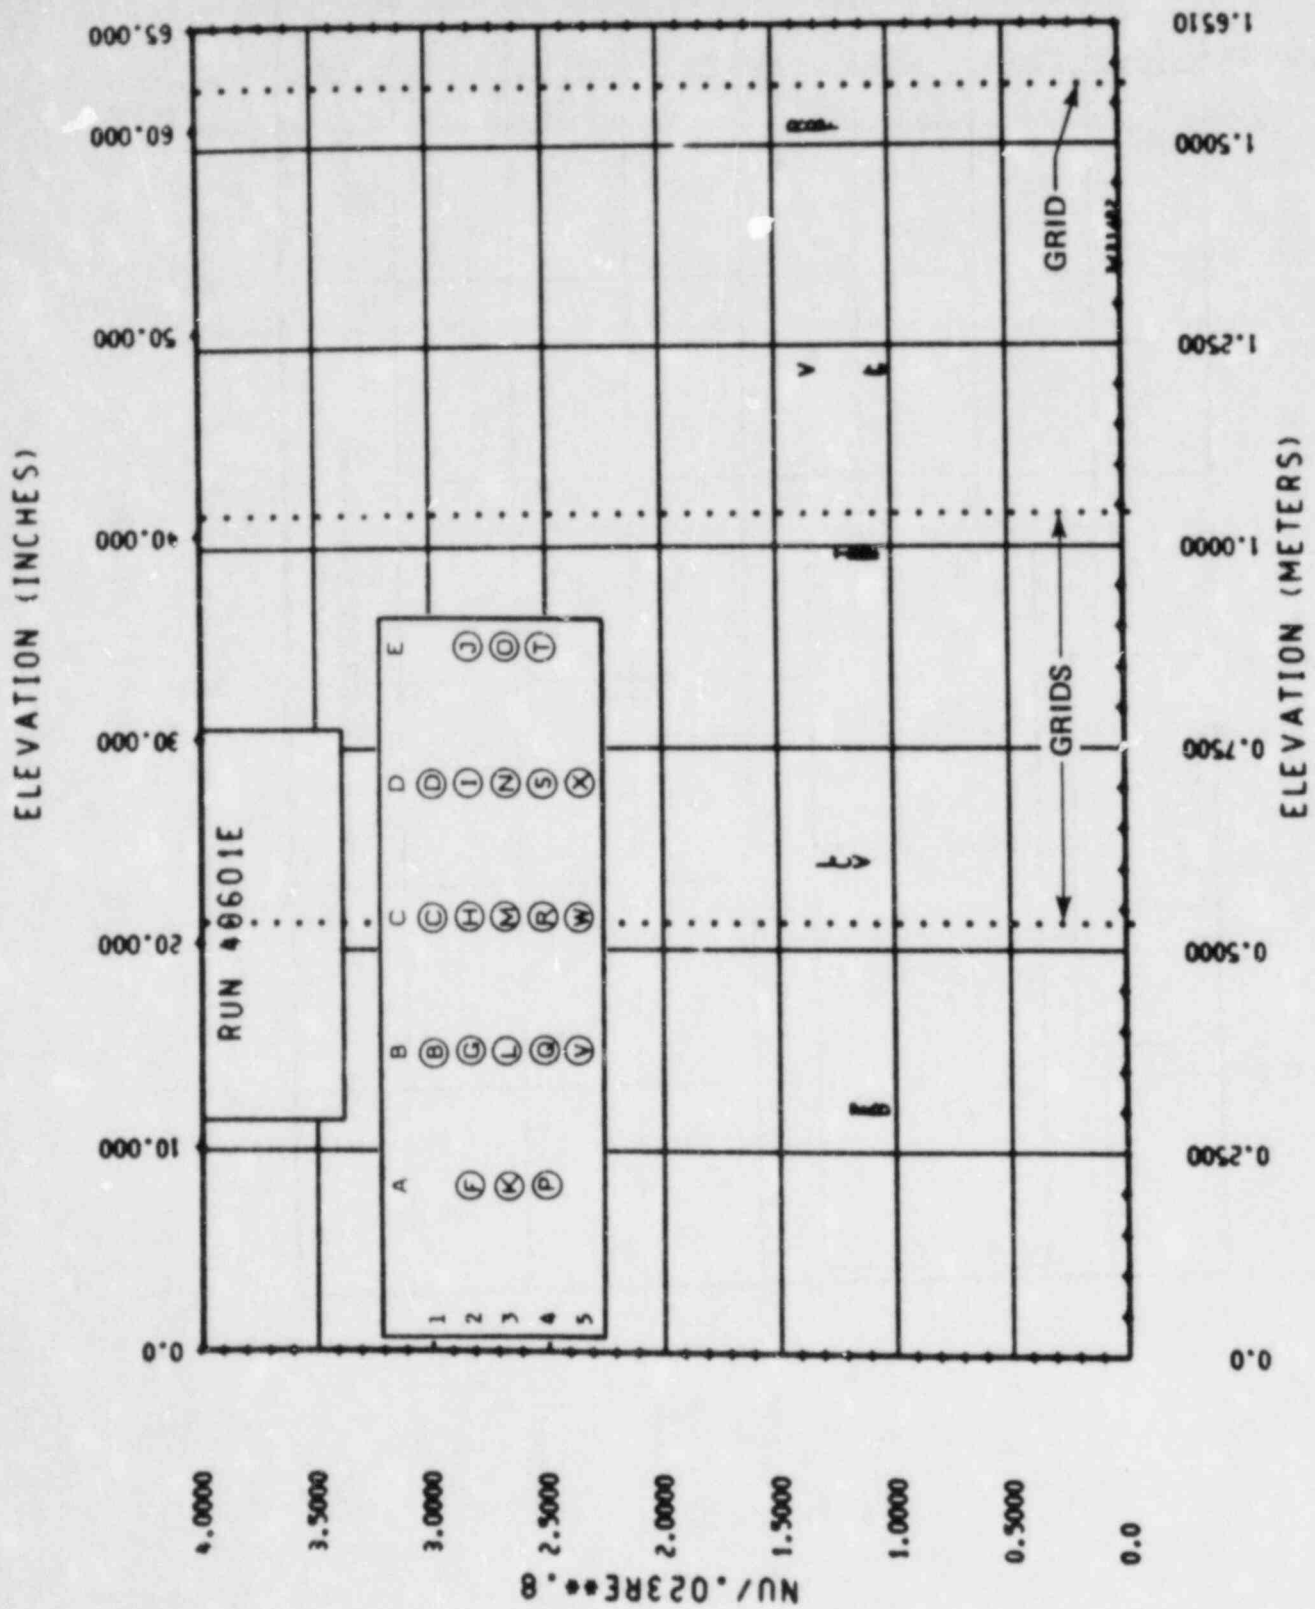 ELEVATION (INCHES)
0.0
10.000
20.000
30.000
40.000
50.000
60.000
65.000
NU/.023RE**.8
4.0000
3.5000
3.0000
2.5000
2.0000
1.5000
1.0000
0.5000
0.0
RUN 40601E
A B C D E
1 B C D
2 F G H I J
3 K L M N O
4 P Q R S T
5 V W X
V
L
C
V
T
GRIDS
GRID
0.0
0.2500
0.5000
0.7500
1.0000
1.2500
1.5000
1.6510
ELEVATION (METERS)